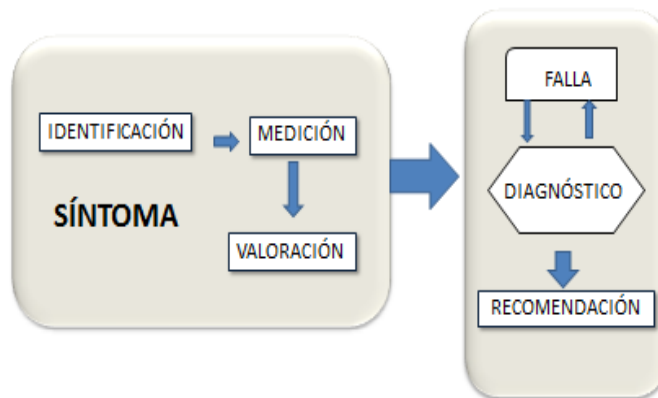 IDENTIFICACIÓN
MEDICIÓN
SÍNTOMA
VALORACIÓN
FALLA
DIAGNÓSTICO
RECOMENDACIÓN